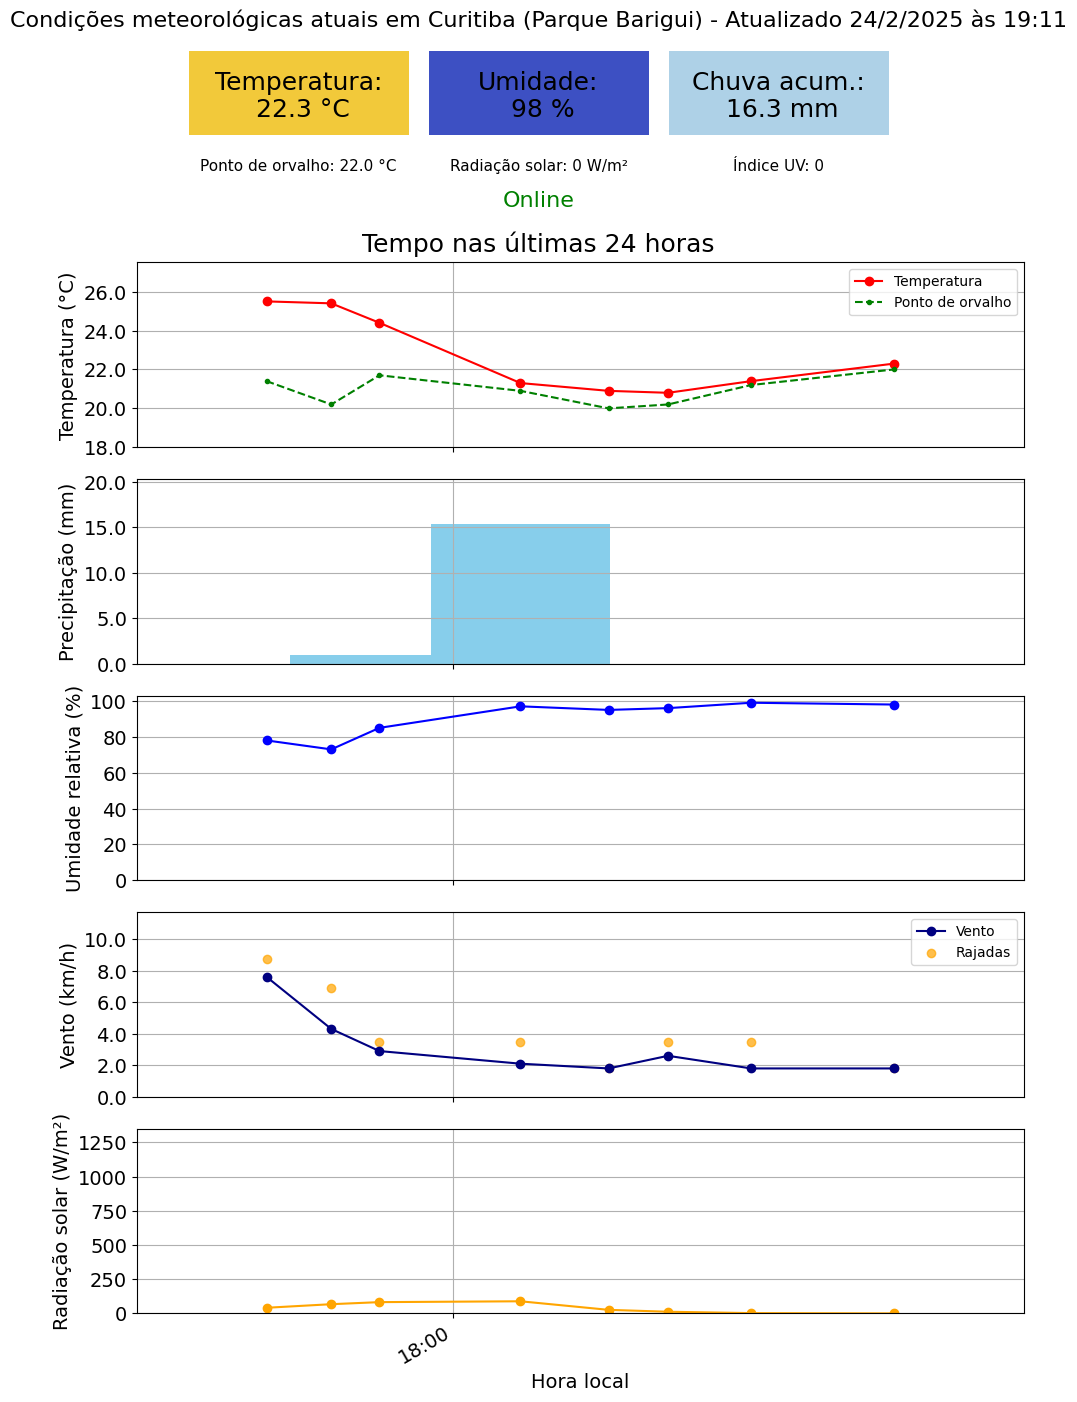 Condições meteorológicas atuais em Curitiba (Parque Barigui) - Atualizado 24/2/2025 às 19:11
Temperatura:
22.3 °C
Umidade:
98 %
Chuva acum.:
16.3 mm
Ponto de orvalho: 22.0 °C
Radiação solar: 0 W/m²
Índice UV: 0
Online
Tempo nas últimas 24 horas
Temperatura (°C)
26.0
24.0
22.0
20.0
18.0
Temperatura
Ponto de orvalho
Precipitação (mm)
20.0
15.0
10.0
5.0
0.0
Umidade relativa (%)
100
80
60
40
20
0
Vento (km/h)
10.0
8.0
6.0
4.0
2.0
0.0
Vento
Rajadas
Radiação solar (W/m²)
1250
1000
750
500
250
0
18:00
Hora local